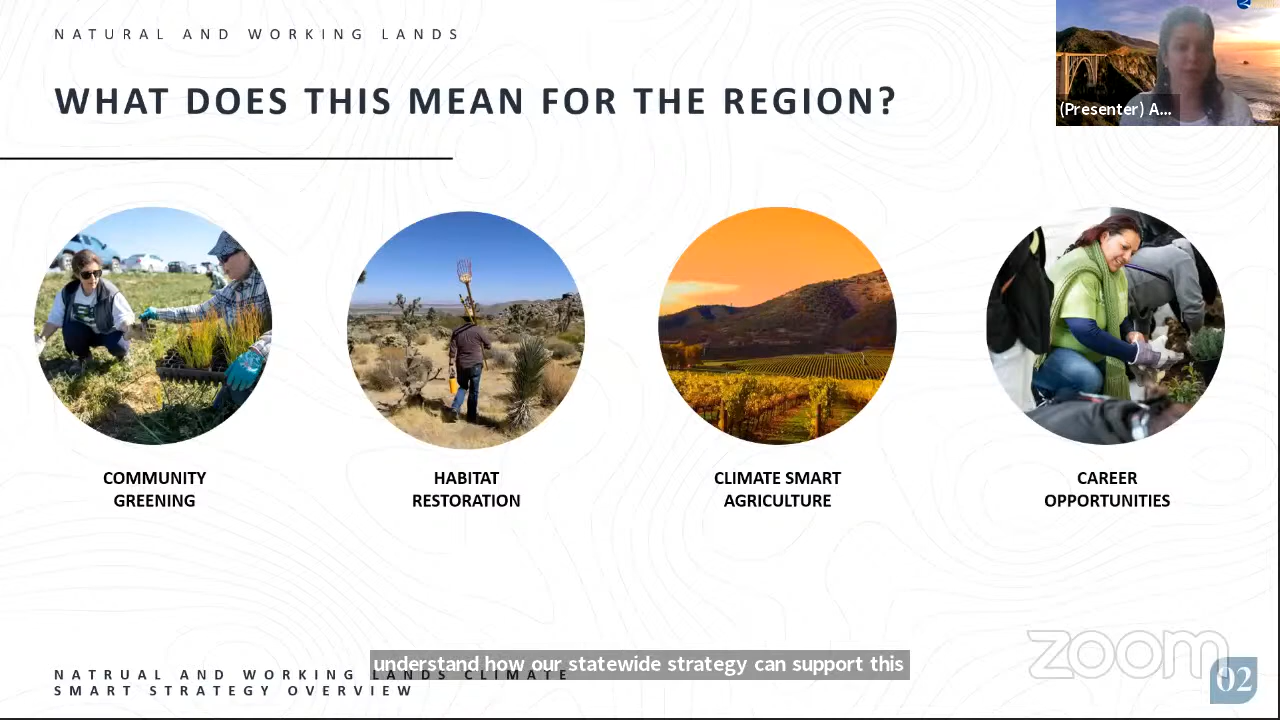 NATURAL AND WORKING LANDS
WHAT DOES THIS MEAN FOR THE REGION?
(Presenter) A...
COMMUNITY
GREENING
HABITAT
RESTORATION
CLIMATE SMART
AGRICULTURE
CAREER
OPPORTUNITIES
understand how our statewide strategy can support this
NATRUAL AND WORKING LANDS CLIMATE
SMART STRATEGY OVERVIEW
zoom
02